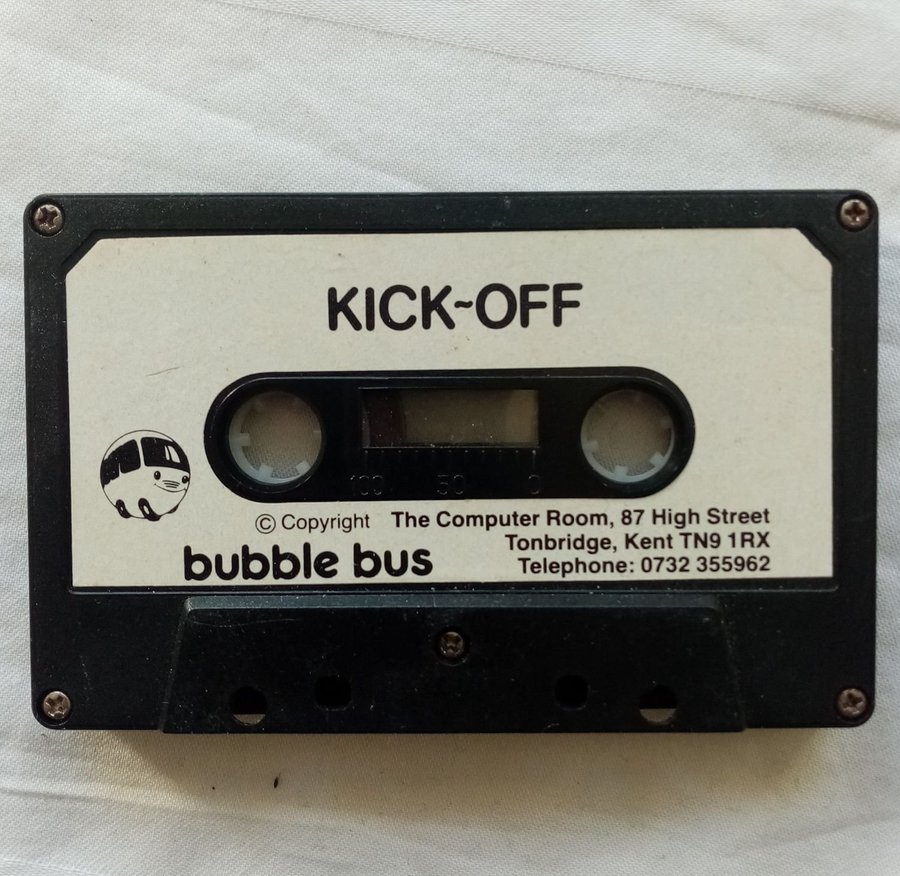 KICK~OFF
100 50 0
© Copyright The Computer Room, 87 High Street
Tonbridge, Kent TN9 1RX
bubble bus
Telephone: 0732 355962